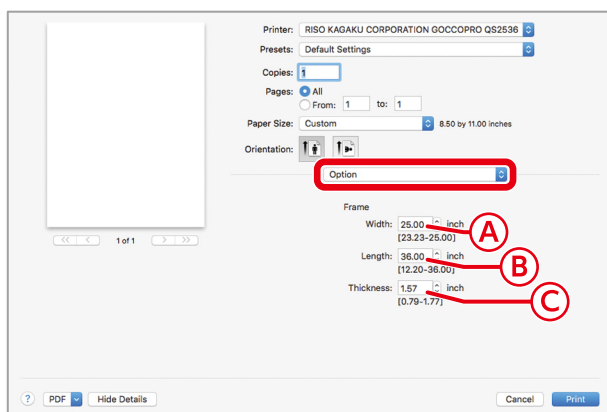 Printer: RISO KAGAKU CORPORATION GOCCOPRO QS2536
Presets: Default Settings
Copies: 1
Pages: All
From: 1 to: 1
Paper Size: Custom 8.50 by 11.00 inches
Orientation:
Option
Frame
Width: 25.00 inch A
[23.23-25.00]
Length: 36.00 inch B
[12.20-36.00]
Thickness: 1.57 inch C
[0.79-1.77]
<< < 1 of 1 > >>
? PDF Hide Details Cancel Print